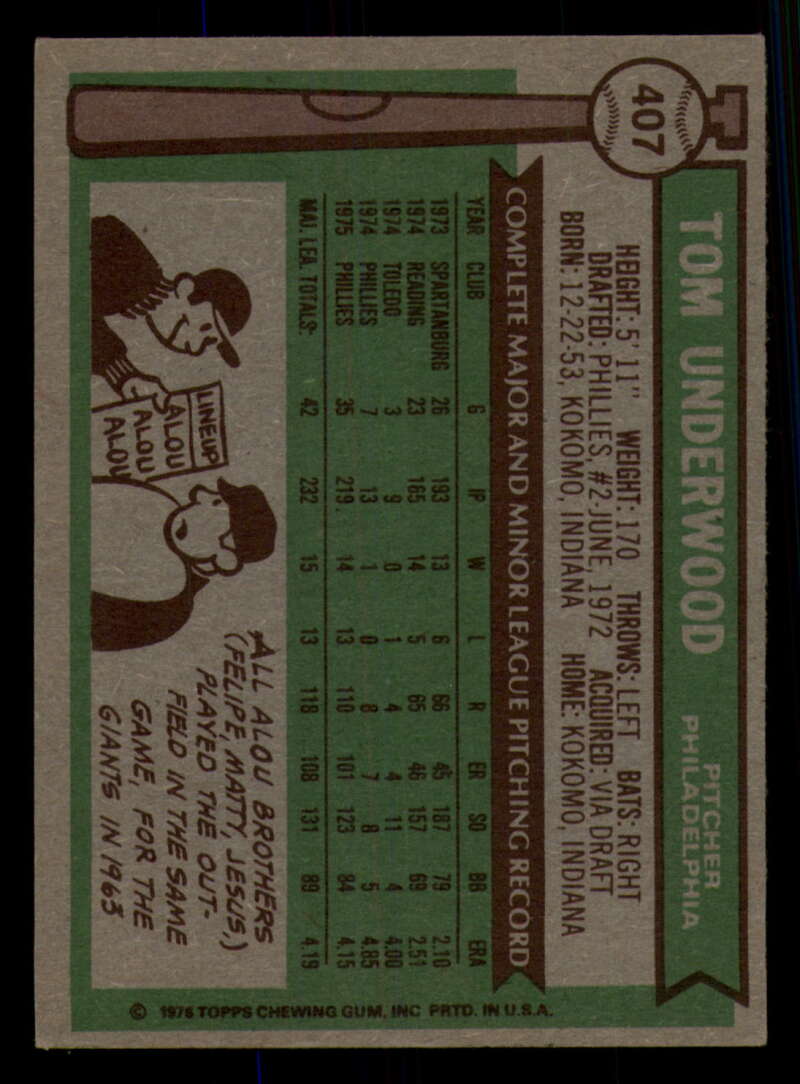 407
TOM UNDERWOOD
PITCHER
PHILADELPHIA
HEIGHT: 5' 11" WEIGHT: 170 THROWS: LEFT BATS: RIGHT
DRAFTED: PHILLIES, #2-JUNE, 1972 ACQUIRED: VIA DRAFT
BORN: 12-22-53, KOKOMO, INDIANA HOME: KOKOMO, INDIANA
COMPLETE MAJOR AND MINOR LEAGUE PITCHING RECORD
YEAR CLUB G IP W L R ER SO BB ERA
1973 SPARTANBURG 26 193 13 6 66 45 187 79 2.10
1974 READING 23 165 14 5 65 46 157 69 2.51
1974 TOLEDO 3 9 0 1 4 4 11 4 4.00
1974 PHILLIES 7 13 1 0 8 7 8 5 4.85
1975 PHILLIES 35 219 14 13 110 101 123 84 4.15
MAJ. LEA. TOTALS: 42 232 15 13 118 108 131 89 4.19
LINEUP
ALOU
ALOU
ALOU
ALL ALOU BROTHERS
(FELIPE, MATTY, JESUS,)
PLAYED THE OUT-
FIELD IN THE SAME
GAME, FOR THE
GIANTS IN 1963
© 1976 TOPPS CHEWING GUM, INC PRTD. IN U.S.A.